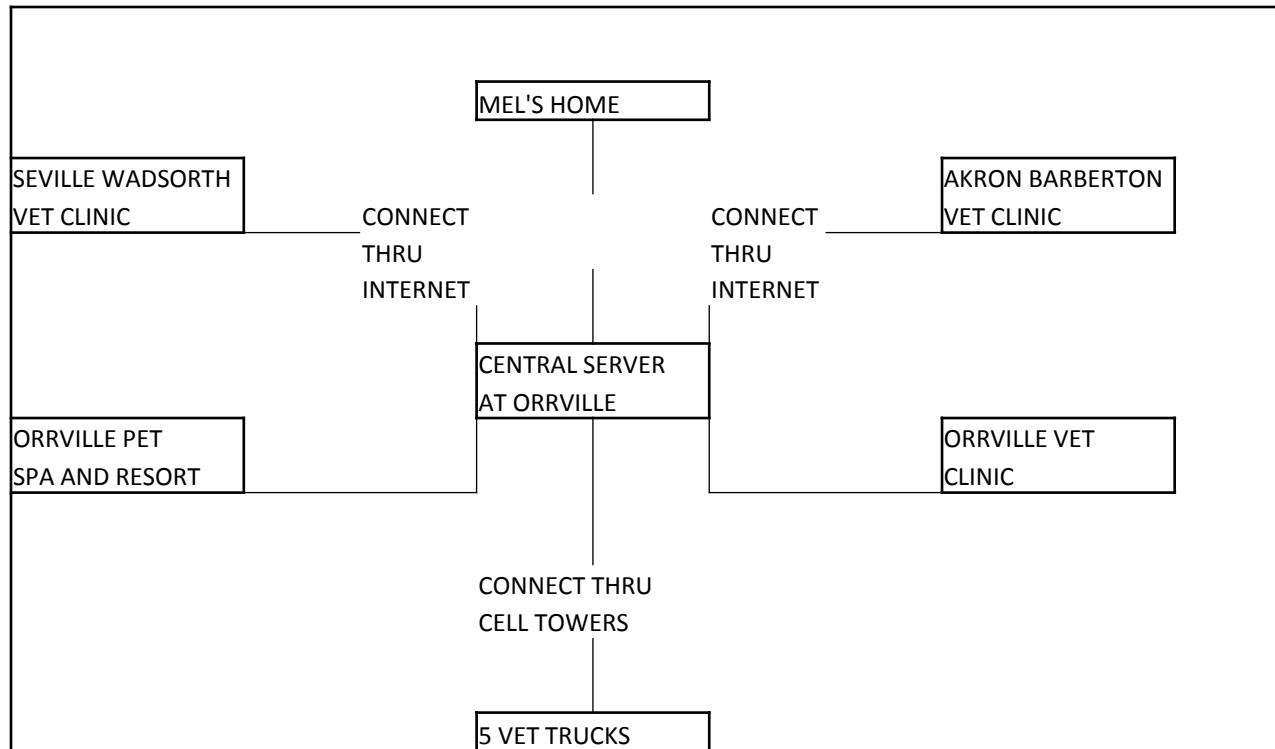 MEL'S HOME
SEVILLE WADSORTH
VET CLINIC
AKRON BARBERTON
VET CLINIC
CONNECT
THRU
INTERNET
CONNECT
THRU
INTERNET
CENTRAL SERVER
AT ORRVILLE
ORRVILLE PET
SPA AND RESORT
ORRVILLE VET
CLINIC
CONNECT THRU
CELL TOWERS
5 VET TRUCKS